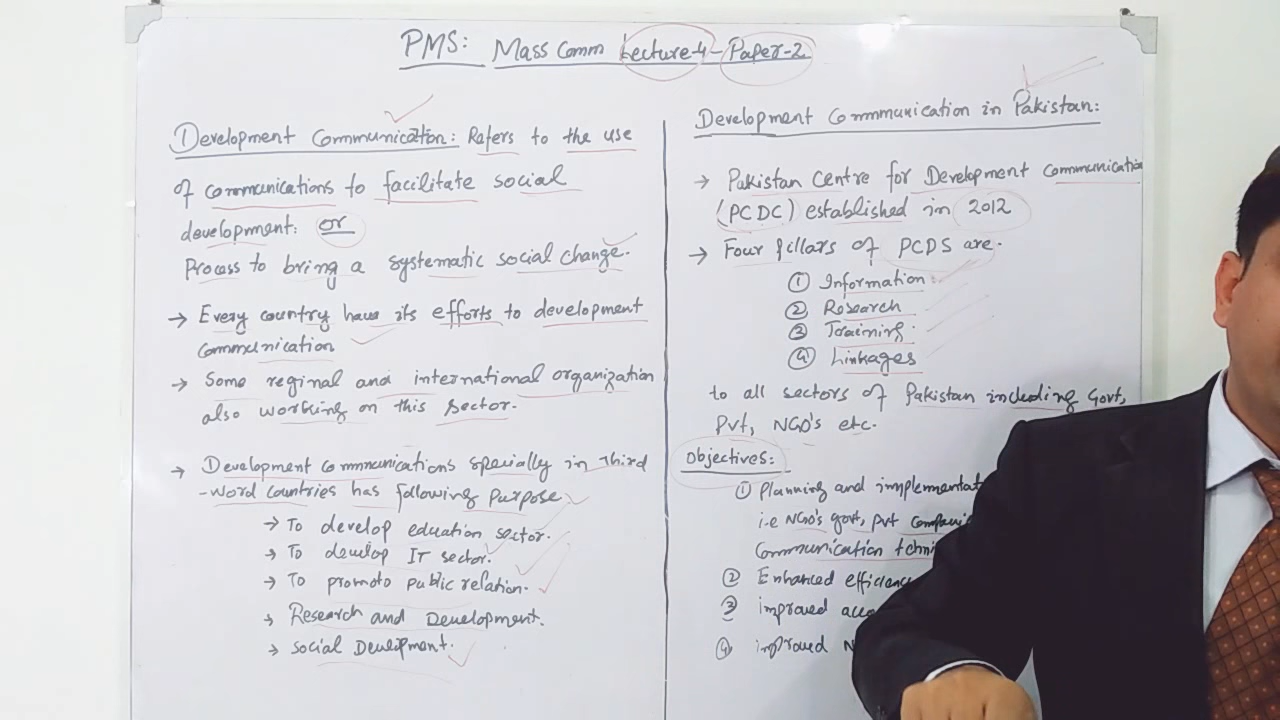 PMS: Mass Comm Lecture-4 - Paper-2
Development Communication: Refers to the use
of communications to facilitate social
development: or
Process to bring a systematic social change.
→ Every country have its efforts to development
communication
→ Some reginal and international organization
also working on this sector.
→ Development communications specially in Third
-word countries has following purpose
→ To develop eduation sector.
→ To develop IT sector.
→ To promoto public relation.
→ Research and Development.
→ social Development.
Development Communication in Pakistan:
→ Pakistan Centre for Development communication
(PCDC) established in 2012
→ Four pillars of PCDS are.
① Information
② Research
③ Training.
④ Linkages
to all sectors of Pakistan including Govt,
Pvt, NGO's etc.
Objectives:
① Planning and implementat
i.e NGO's govt, pvt compani
communication techni
② Enhanced efficienc
③ improved acc
④ improved N